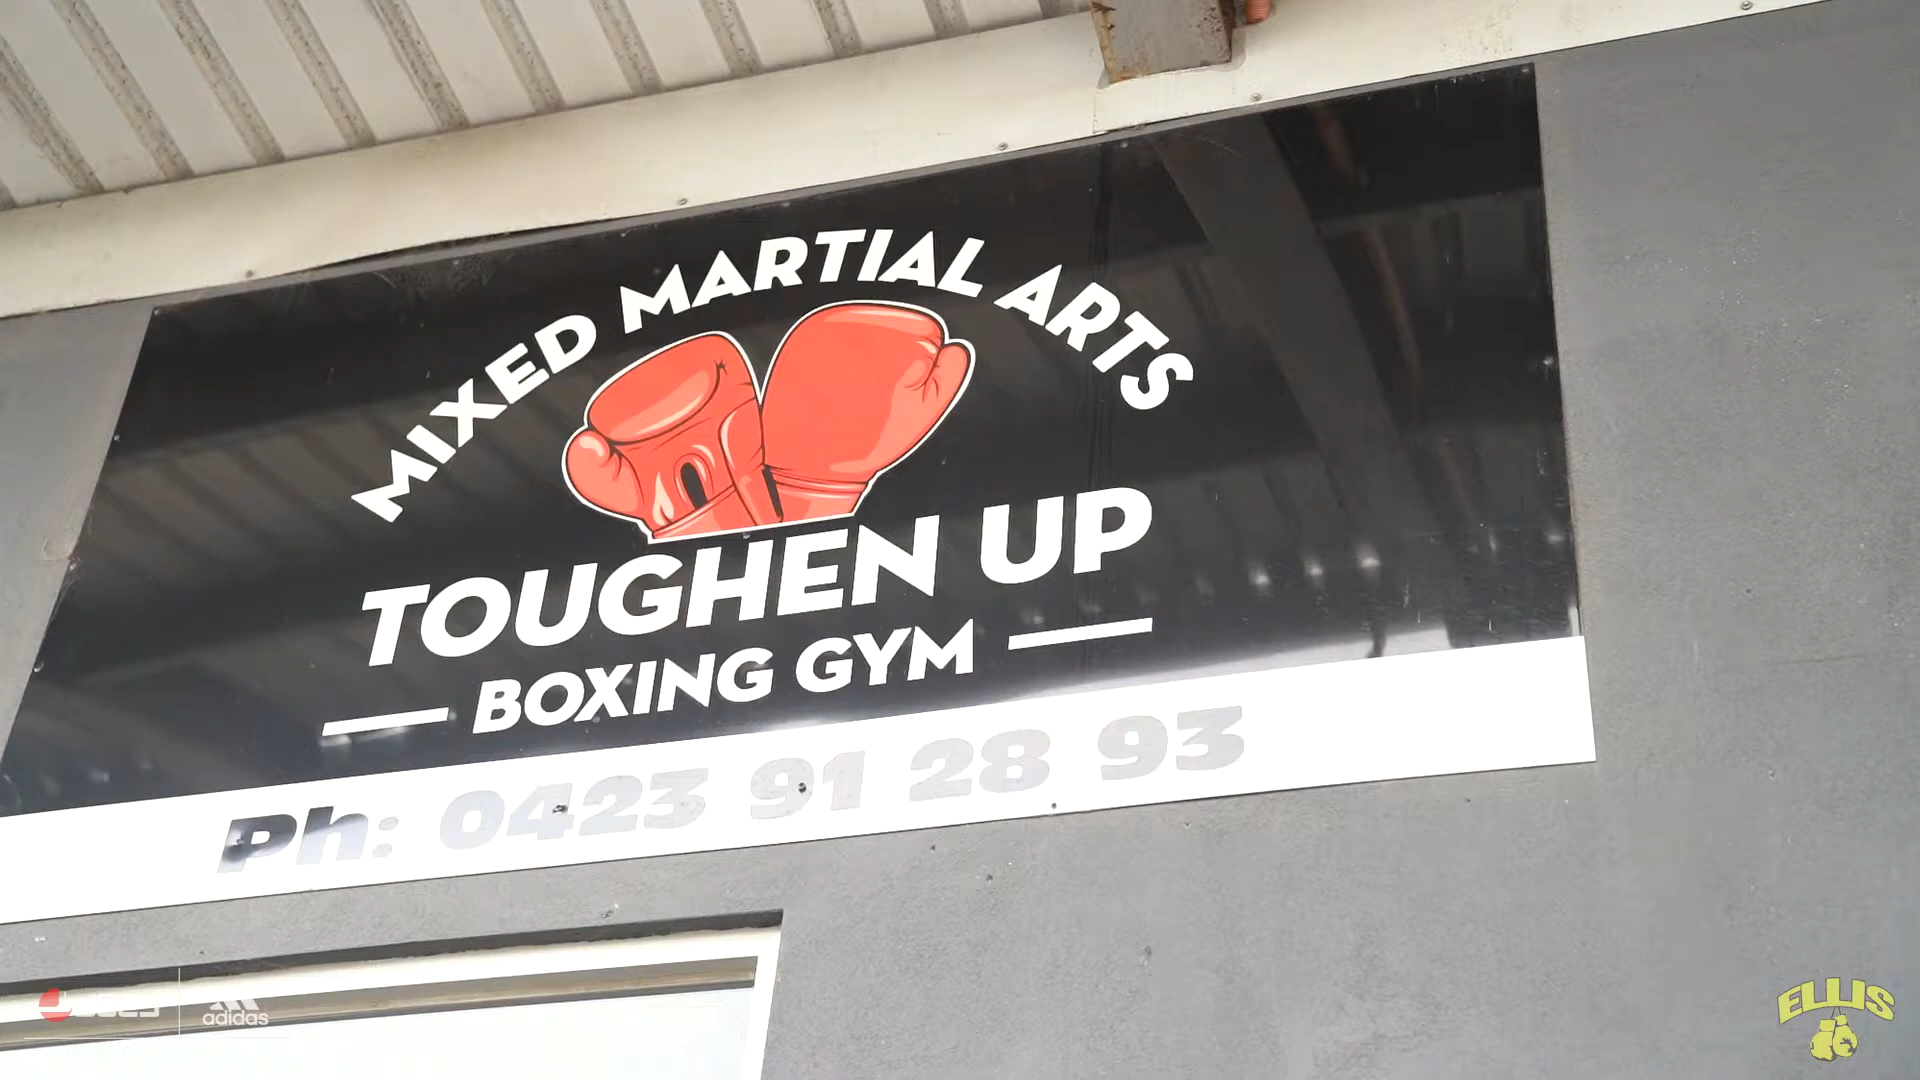 MIXED MARTIAL ARTS
TOUGHEN UP
BOXING GYM
Ph: 0423 91 28 93
adidas
ELLIS